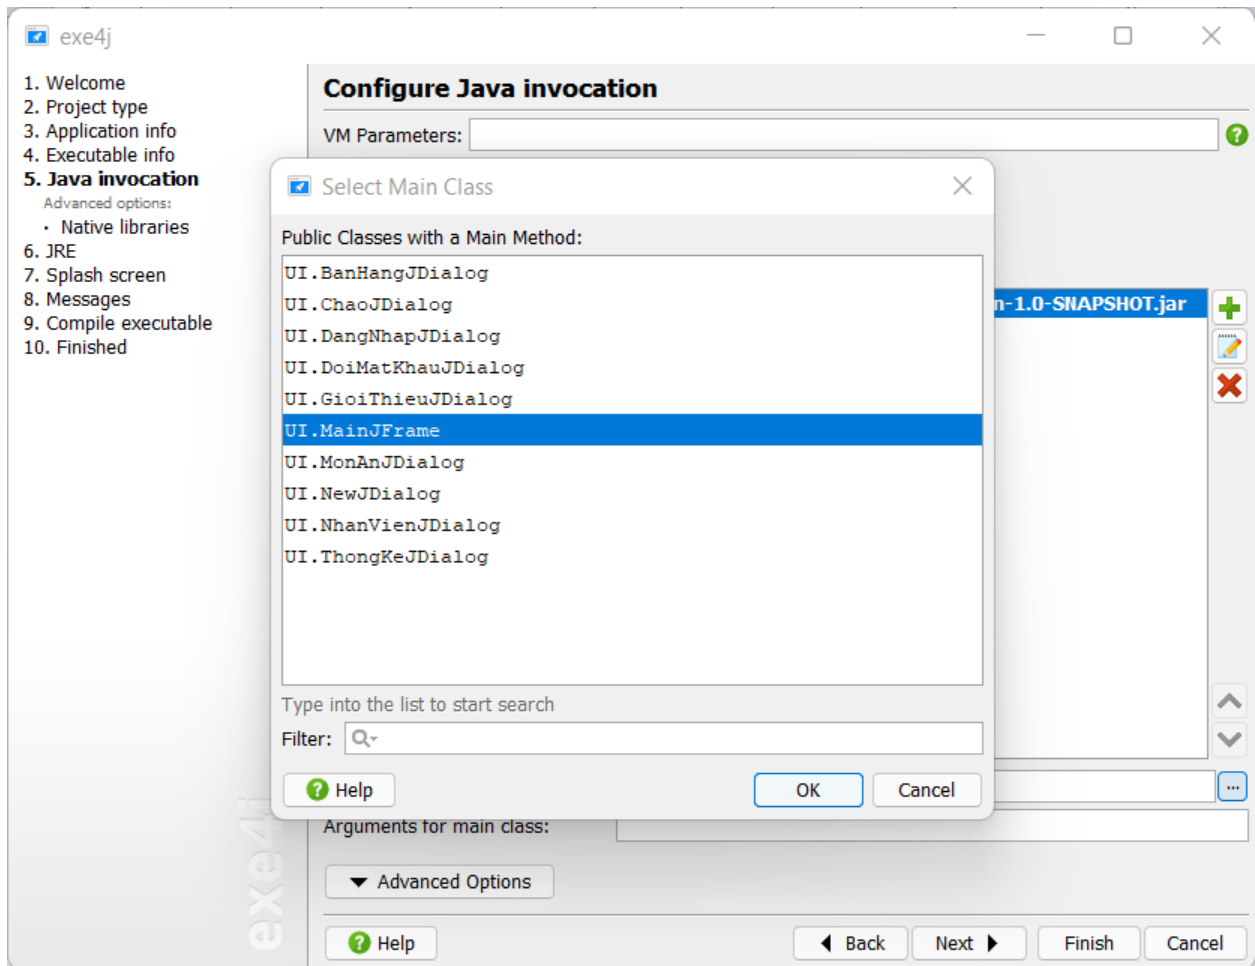 exe4j
1. Welcome
2. Project type
3. Application info
4. Executable info
5. Java invocation
Advanced options:
· Native libraries
6. JRE
7. Splash screen
8. Messages
9. Compile executable
10. Finished
exe4j
Configure Java invocation
VM Parameters:
n-1.0-SNAPSHOT.jar
Select Main Class
Public Classes with a Main Method:
UI.BanHangJDialog
UI.ChaoJDialog
UI.DangNhapJDialog
UI.DoiMatKhauJDialog
UI.GioiThieuJDialog
UI.MainJFrame
UI.MonAnJDialog
UI.NewJDialog
UI.NhanVienJDialog
UI.ThongKeJDialog
Type into the list to start search
Filter:
Help OK Cancel
...
Arguments for main class:
Advanced Options
Help Back Next Finish Cancel